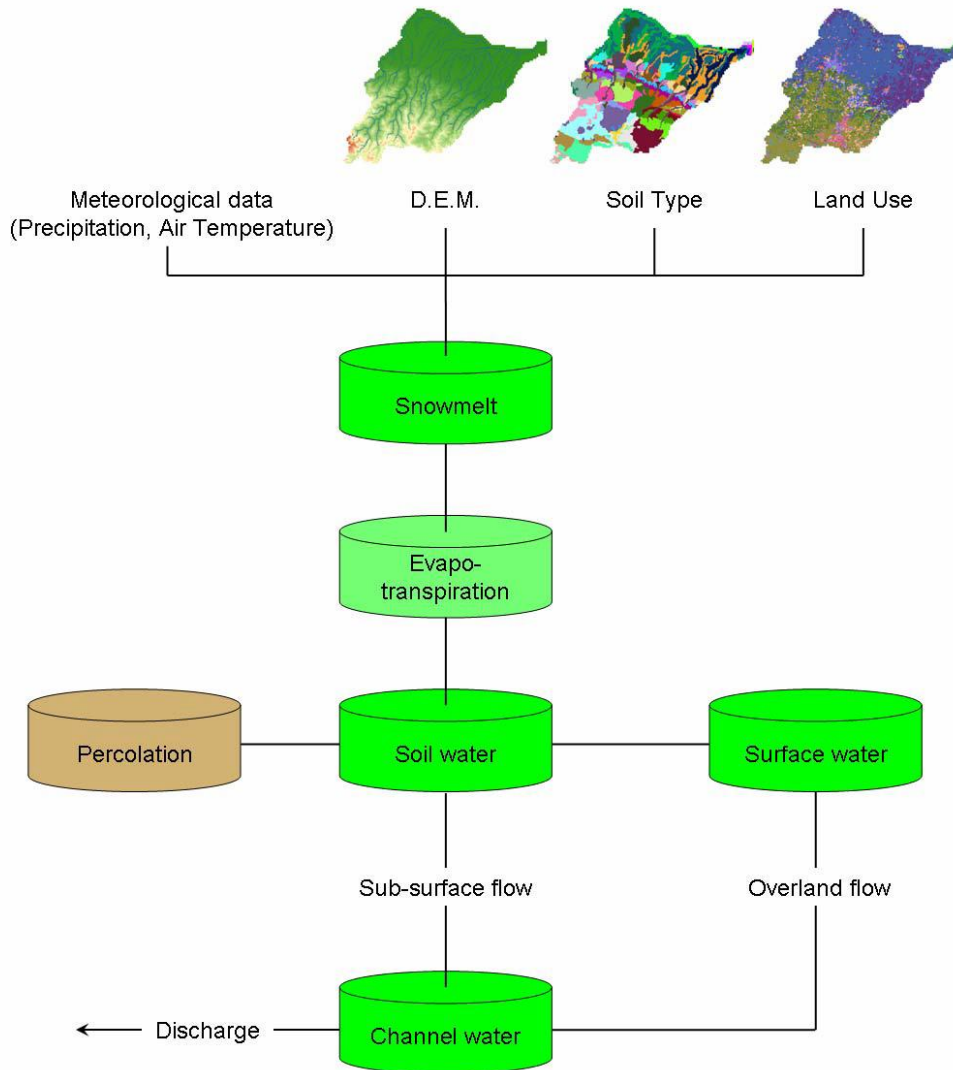 Meteorological data
(Precipitation, Air Temperature)
D.E.M.
Soil Type
Land Use
Snowmelt
Evapo-
transpiration
Percolation
Soil water
Surface water
Sub-surface flow
Overland flow
Discharge
Channel water